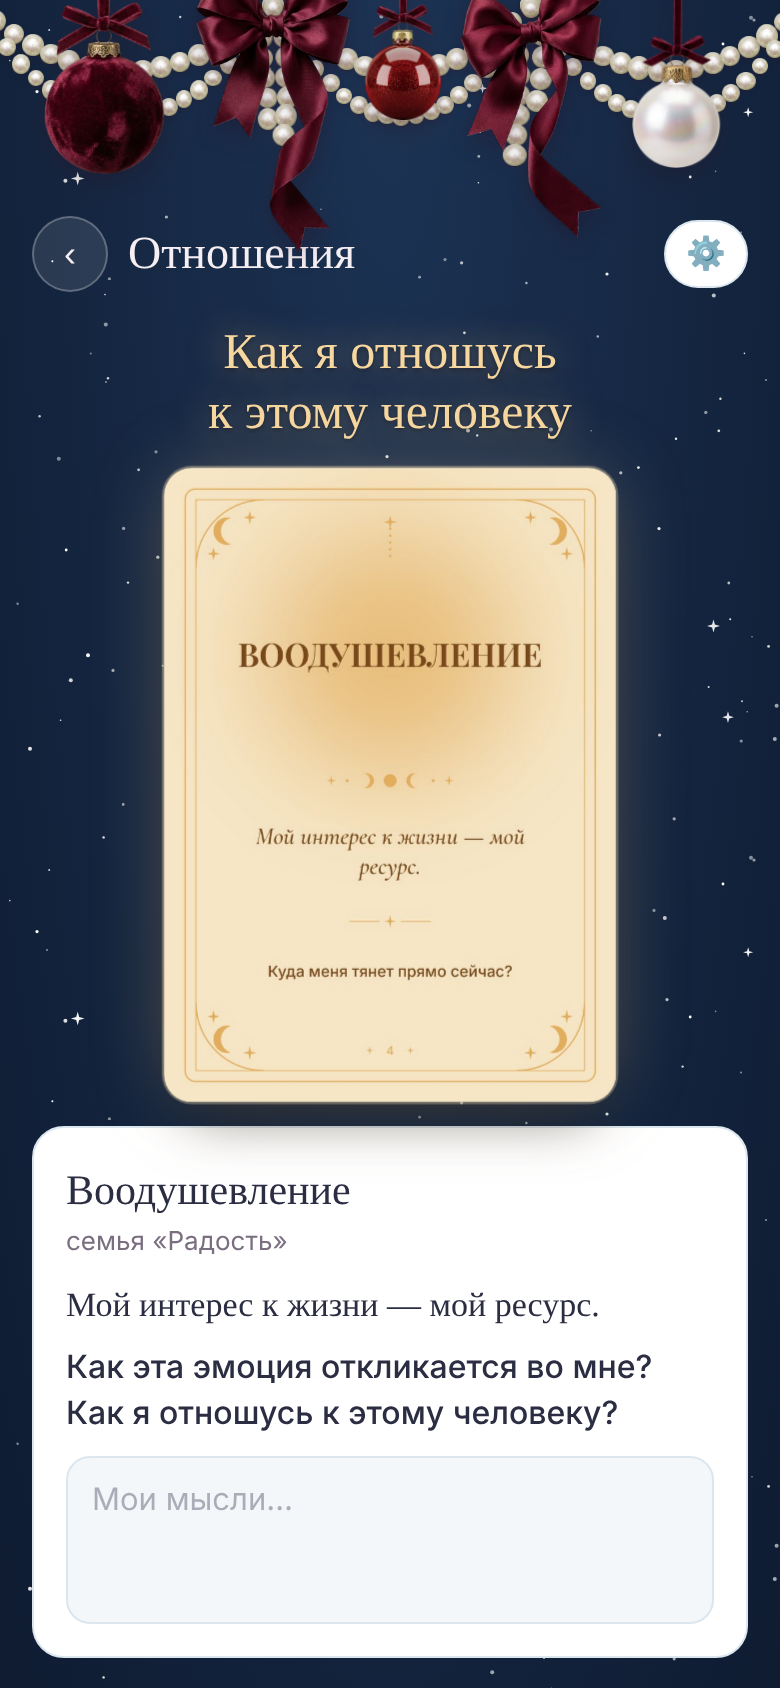 Отношения
Как я отношусь
к этому человеку
ВООДУШЕВЛЕНИЕ
Мой интерес к жизни — мой
ресурс.
Куда меня тянет прямо сейчас?
4
Воодушевление
семья «Радость»
Мой интерес к жизни — мой ресурс.
Как эта эмоция откликается во мне?
Как я отношусь к этому человеку?
Мои мысли...